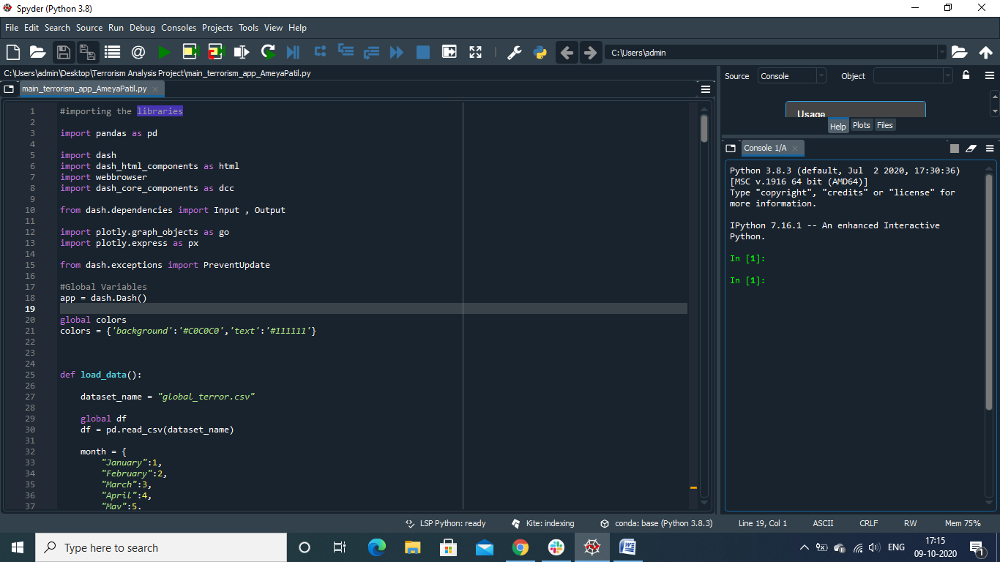 Spyder (Python 3.8)
File Edit Search Source Run Debug Consoles Projects Tools View Help
C:\Users\admin
C:\Users\admin\Desktop\Terrorism Analysis Project\main_terrorism_app_AmeyaPatil.py
main_terrorism_app_AmeyaPatil.py
1 #importing the libraries
2
3 import pandas as pd
4
5 import dash
6 import dash_html_components as html
7 import webbrowser
8 import dash_core_components as dcc
9
10 from dash.dependencies import Input , Output
11
12 import plotly.graph_objects as go
13 import plotly.express as px
14
15 from dash.exceptions import PreventUpdate
16
17 #Global Variables
18 app = dash.Dash()
19
20 global colors
21 colors = {'background':'#C0C0C0','text':'#111111'}
22
23
24
25 def load_data():
26
27 dataset_name = "global_terror.csv"
28
29 global df
30 df = pd.read_csv(dataset_name)
31
32 month = {
33 "January":1,
34 "February":2,
35 "March":3,
36 "April":4,
37 "May":5,
Source Console Object
Usage
Help Plots Files
Console 1/A
Python 3.8.3 (default, Jul 2 2020, 17:30:36)
[MSC v.1916 64 bit (AMD64)]
Type "copyright", "credits" or "license" for
more information.
IPython 7.16.1 -- An enhanced Interactive
Python.
In [1]:
In [1]:
LSP Python: ready Kite: indexing conda: base (Python 3.8.3) Line 19, Col 1 ASCII CRLF RW Mem 75%
Type here to search
ENG
17:15
09-10-2020
1